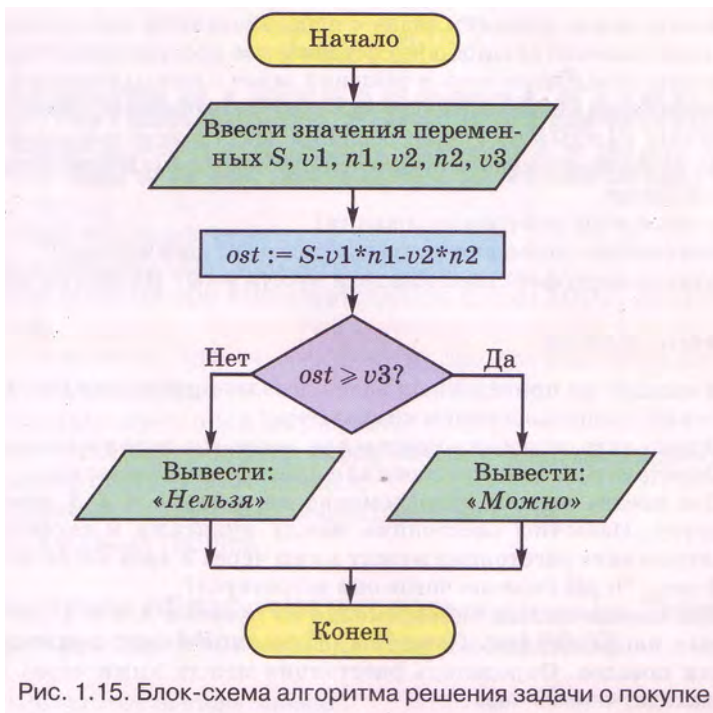 Начало
Ввести значения перемен-
ных S, v1, n1, v2, n2, v3
ost := S-v1*n1-v2*n2
Нет
ost ⩾ v3?
Да
Вывести:
«Нельзя»
Вывести:
«Можно»
Конец
Рис. 1.15. Блок-схема алгоритма решения задачи о покупке